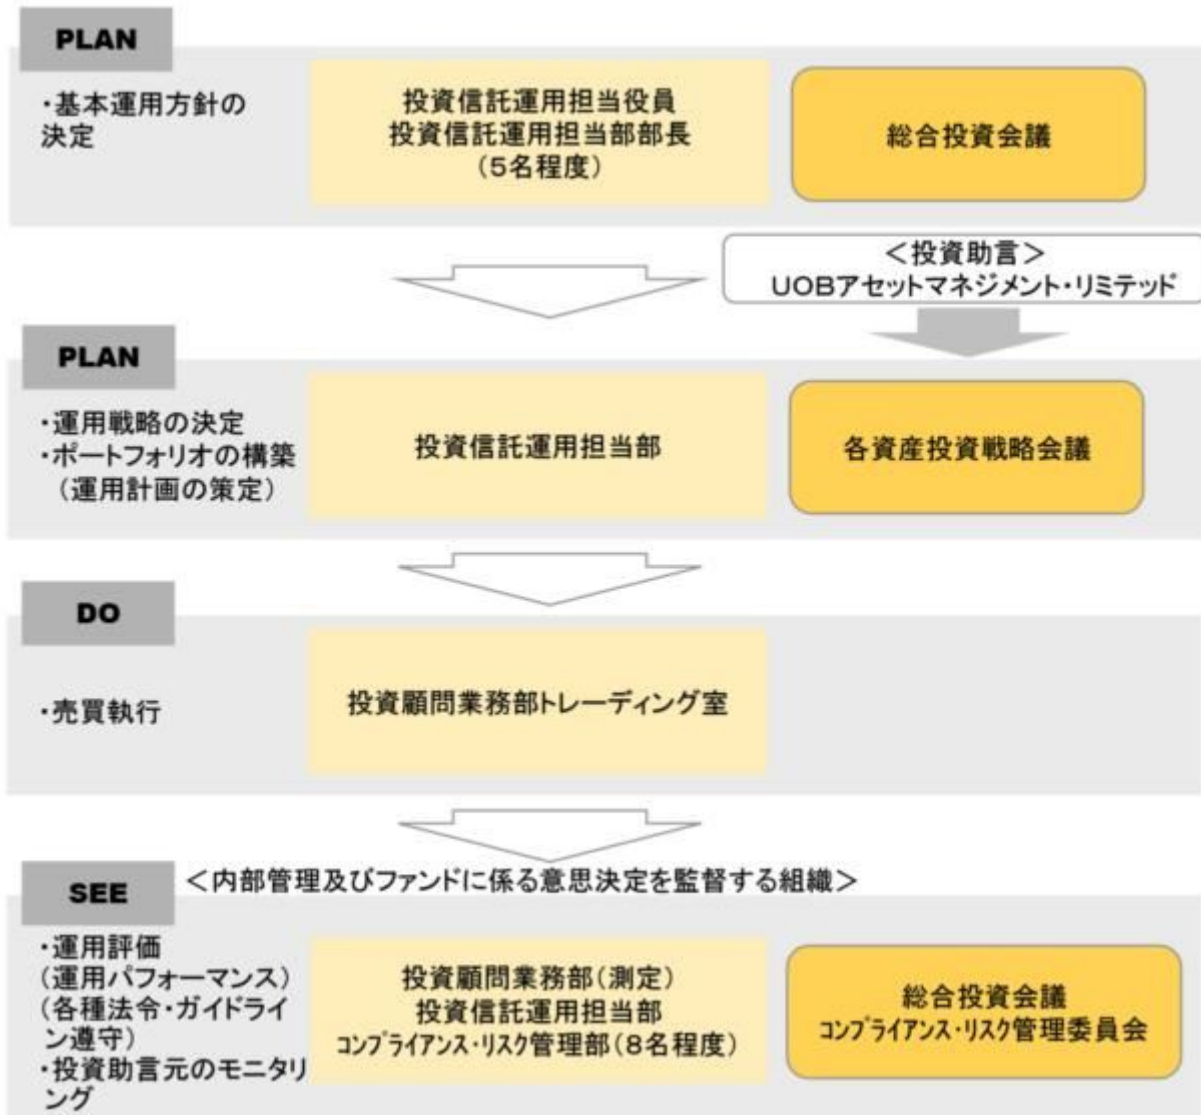 PLAN
・基本運用方針の
決定
投資信託運用担当役員
投資信託運用担当部部長
(5名程度)
総合投資会議
＜投資助言＞
UOBアセットマネジメント・リミテッド
PLAN
・運用戦略の決定
・ポートフォリオの構築
(運用計画の策定)
投資信託運用担当部
各資産投資戦略会議
DO
・売買執行
投資顧問業務部トレーディング室
＜内部管理及びファンドに係る意思決定を監督する組織＞
SEE
・運用評価
(運用パフォーマンス)
(各種法令・ガイドライ
ン遵守)
・投資助言元のモニタリ
ング
投資顧問業務部(測定)
投資信託運用担当部
コンプライアンス・リスク管理部(8名程度)
総合投資会議
コンプライアンス・リスク管理委員会